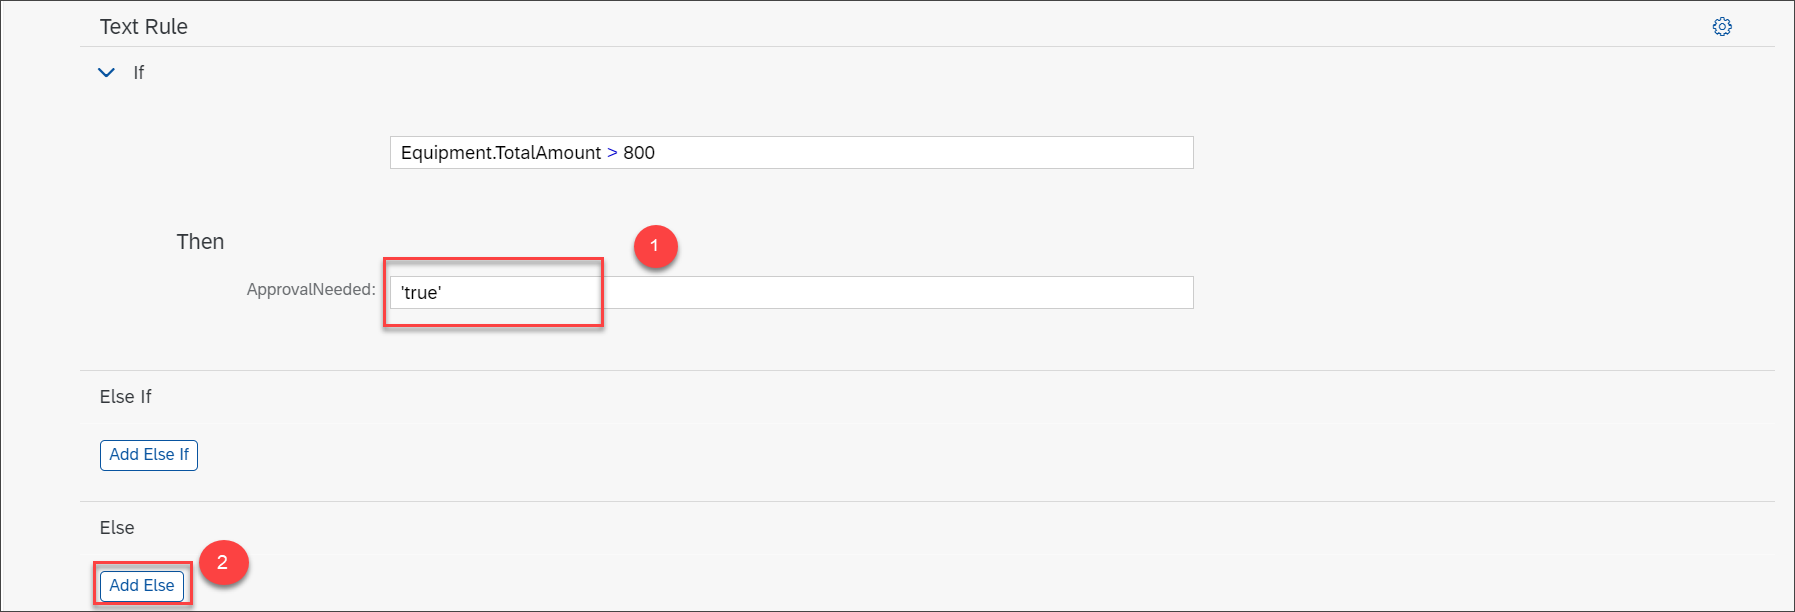 Text Rule
If
Equipment.TotalAmount > 800
Then
1
ApprovalNeeded: 'true'
Else If
Add Else If
Else
2
Add Else